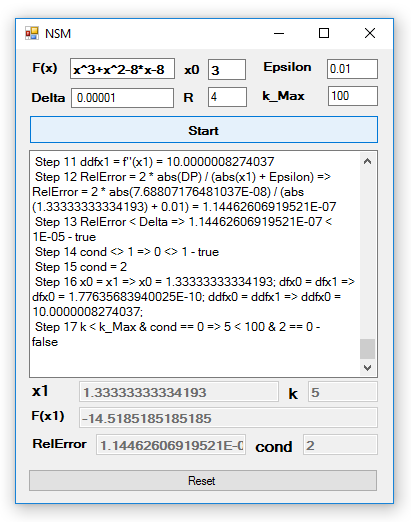 NSM
F(x) x^3+x^2-8*x-8 x0 3 Epsilon 0.01
Delta 0.00001 R 4 k_Max 100
Start
Step 11 ddfx1 = f''(x1) = 10.0000008274037
Step 12 RelError = 2 * abs(DP) / (abs(x1) + Epsilon) =>
RelError = 2 * abs(7.68807176481037E-08) / (abs
(1.33333333334193) + 0.01) = 1.14462606919521E-07
Step 13 RelError < Delta => 1.14462606919521E-07 <
1E-05 - true
Step 14 cond <> 1 => 0 <> 1 - true
Step 15 cond = 2
Step 16 x0 = x1 => x0 = 1.33333333334193; dfx0 = dfx1 =>
dfx0 = 1.77635683940025E-10; ddfx0 = ddfx1 => ddfx0 =
10.0000008274037;
Step 17 k < k_Max & cond == 0 => 5 < 100 & 2 == 0 -
false
x1 1.33333333334193 k 5
F(x1) -14.5185185185185
RelError 1.14462606919521E-0 cond 2
Reset